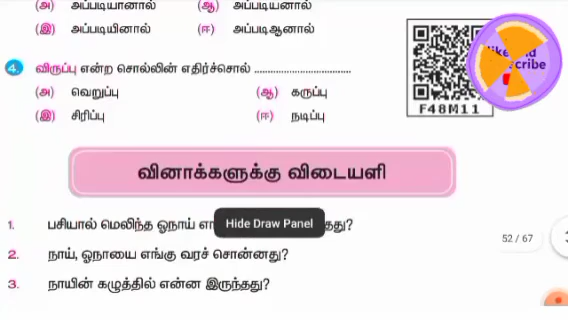 (அ) அப்படியானால் (ஆ) அப்படியனால்
(இ) அப்படியினால் (ஈ) அப்படிஆனால்
4. விருப்பு என்ற சொல்லின் எதிர்ச்சொல் ....................................
(அ) வெறுப்பு (ஆ) கருப்பு
(இ) சிரிப்பு (ஈ) நடிப்பு
F48M11
வினாக்களுக்கு விடையளி
1. பசியால் மெலிந்த ஓநாய்
Hide Draw Panel
52 / 67
2. நாய், ஓநாயை எங்கு வரச் சொன்னது?
3. நாயின் கழுத்தில் என்ன இருந்தது?